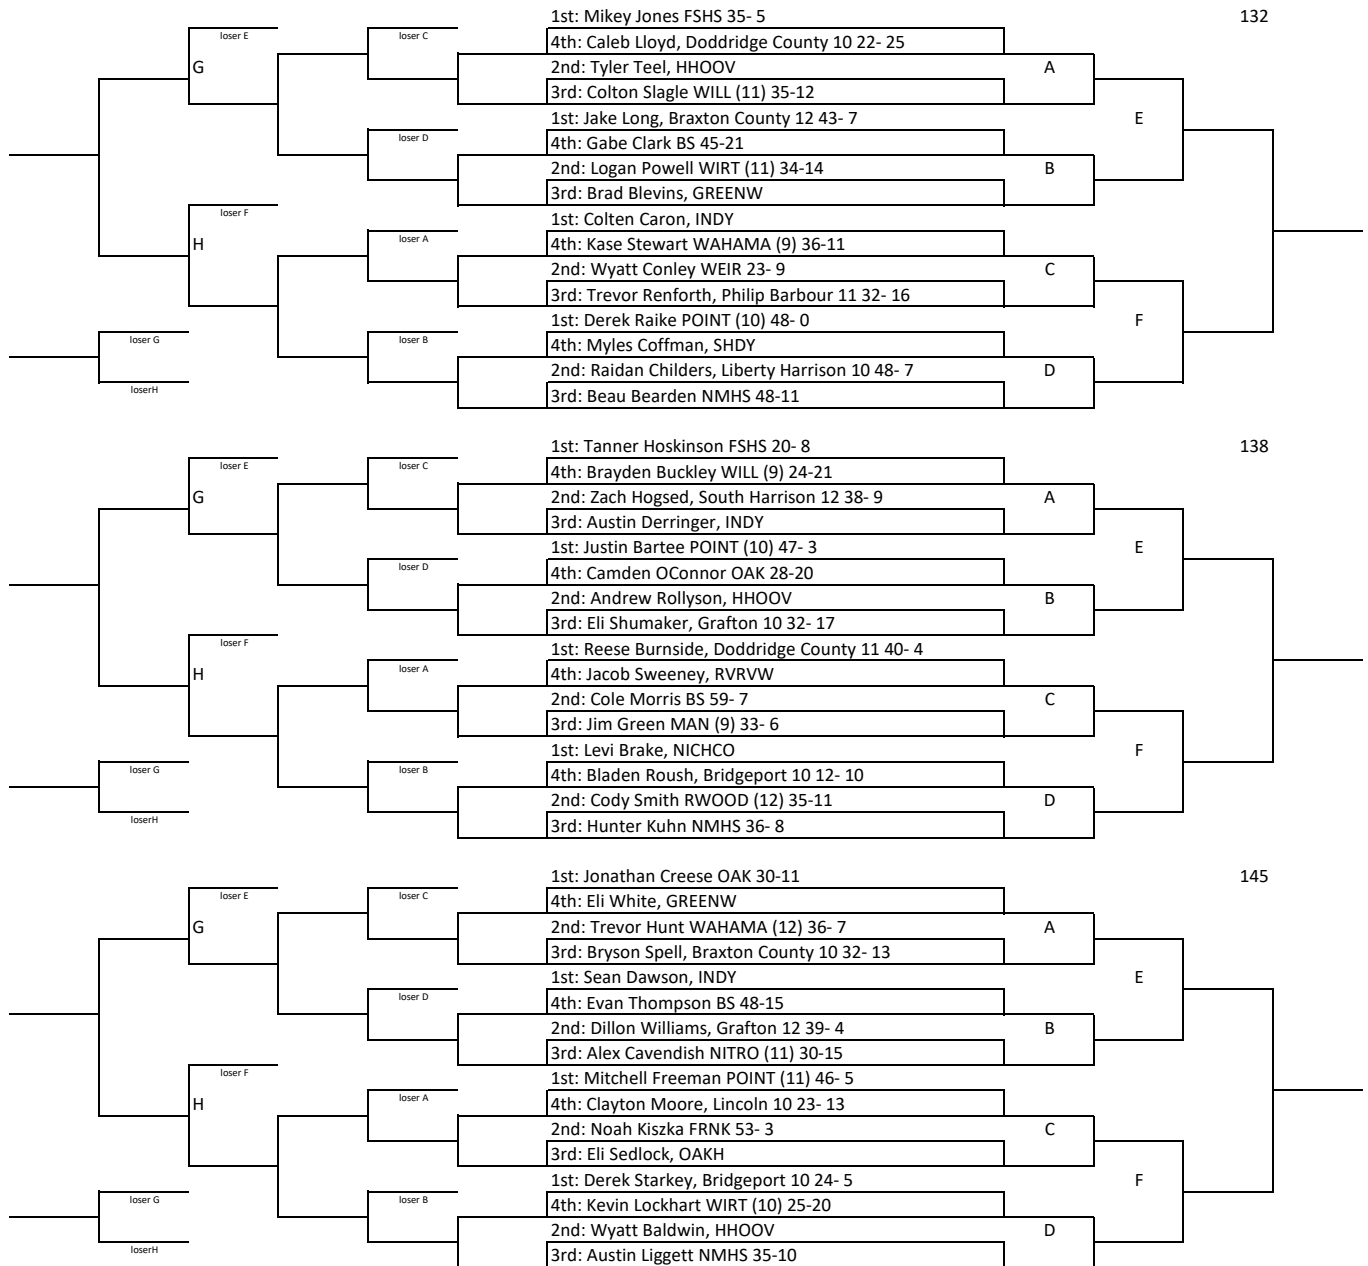 1st: Mikey Jones FSHS 35- 5 132
loser E loser C
4th: Caleb Lloyd, Doddridge County 10 22- 25
G 2nd: Tyler Teel, HHOOV A
3rd: Colton Slagle WILL (11) 35-12
1st: Jake Long, Braxton County 12 43- 7 E
loser D
4th: Gabe Clark BS 45-21
2nd: Logan Powell WIRT (11) 34-14 B
3rd: Brad Blevins, GREENW
loser F
1st: Colten Caron, INDY
H loser A 4th: Kase Stewart WAHAMA (9) 36-11
2nd: Wyatt Conley WEIR 23- 9 C
3rd: Trevor Renforth, Philip Barbour 11 32- 16
1st: Derek Raike POINT (10) 48- 0 F
loser G loser B
4th: Myles Coffman, SHDY
2nd: Raidan Childers, Liberty Harrison 10 48- 7 D
loserH
3rd: Beau Bearden NMHS 48-11
1st: Tanner Hoskinson FSHS 20- 8 138
loser E loser C
4th: Brayden Buckley WILL (9) 24-21
G 2nd: Zach Hogsed, South Harrison 12 38- 9 A
3rd: Austin Derringer, INDY
1st: Justin Bartee POINT (10) 47- 3 E
loser D
4th: Camden OConnor OAK 28-20
2nd: Andrew Rollyson, HHOOV B
3rd: Eli Shumaker, Grafton 10 32- 17
loser F
1st: Reese Burnside, Doddridge County 11 40- 4
H loser A 4th: Jacob Sweeney, RVRVW
2nd: Cole Morris BS 59- 7 C
3rd: Jim Green MAN (9) 33- 6
1st: Levi Brake, NICHCO F
loser G loser B
4th: Bladen Roush, Bridgeport 10 12- 10
2nd: Cody Smith RWOOD (12) 35-11 D
loserH
3rd: Hunter Kuhn NMHS 36- 8
1st: Jonathan Creese OAK 30-11 145
loser E loser C
4th: Eli White, GREENW
G 2nd: Trevor Hunt WAHAMA (12) 36- 7 A
3rd: Bryson Spell, Braxton County 10 32- 13
1st: Sean Dawson, INDY E
loser D
4th: Evan Thompson BS 48-15
2nd: Dillon Williams, Grafton 12 39- 4 B
3rd: Alex Cavendish NITRO (11) 30-15
loser F
1st: Mitchell Freeman POINT (11) 46- 5
H loser A 4th: Clayton Moore, Lincoln 10 23- 13
2nd: Noah Kiszka FRNK 53- 3 C
3rd: Eli Sedlock, OAKH
1st: Derek Starkey, Bridgeport 10 24- 5 F
loser G loser B
4th: Kevin Lockhart WIRT (10) 25-20
2nd: Wyatt Baldwin, HHOOV D
loserH
3rd: Austin Liggett NMHS 35-10